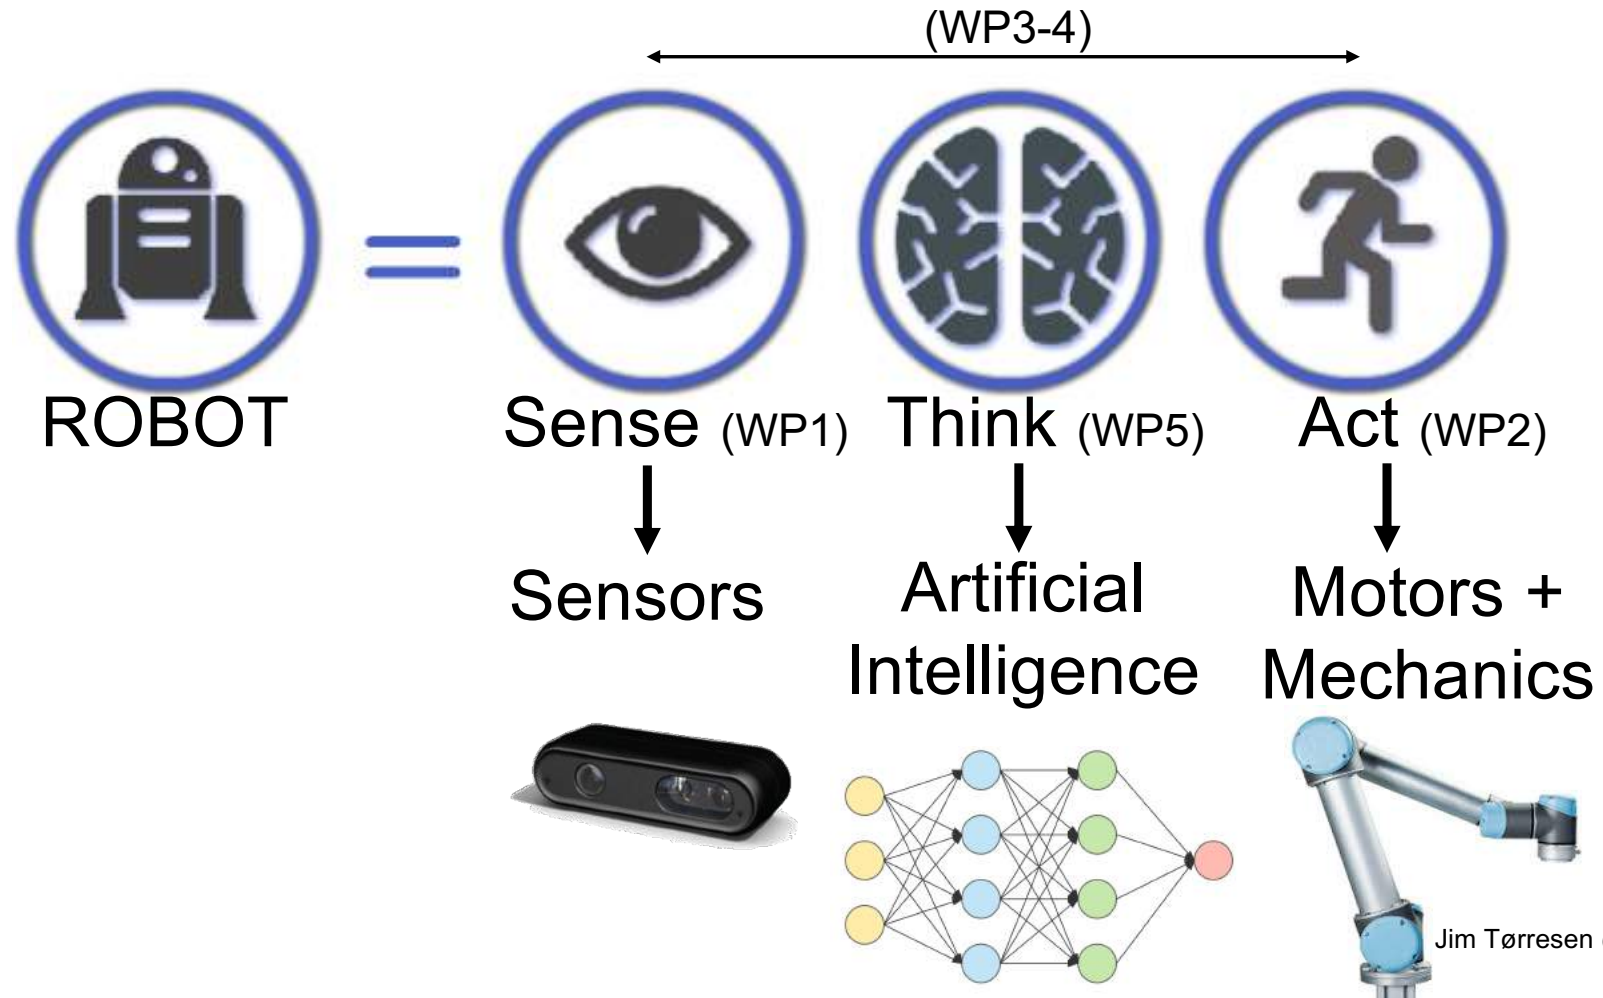 (WP3-4)
ROBOT
Sense (WP1)
Think (WP5)
Act (WP2)
Sensors
Artificial
Intelligence
Motors +
Mechanics
Jim Tørresen